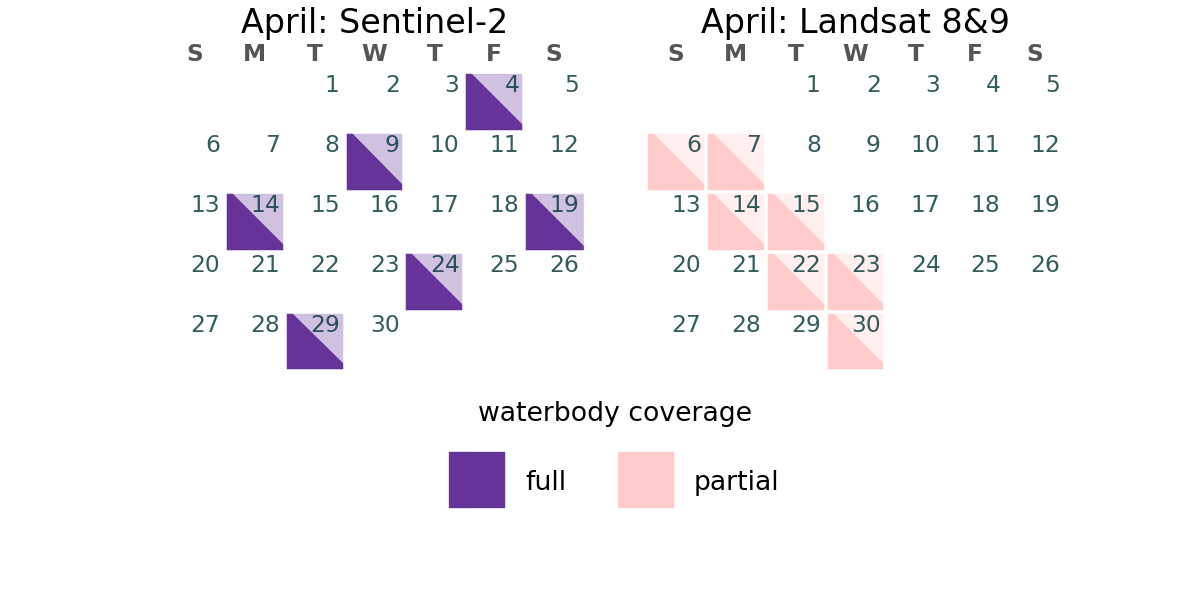 April: Sentinel-2
S M T W T F S
1 2 3 4 5
6 7 8 9 10 11 12
13 14 15 16 17 18 19
20 21 22 23 24 25 26
27 28 29 30
April: Landsat 8&9
S M T W T F S
1 2 3 4 5
6 7 8 9 10 11 12
13 14 15 16 17 18 19
20 21 22 23 24 25 26
27 28 29 30
waterbody coverage
full
partial